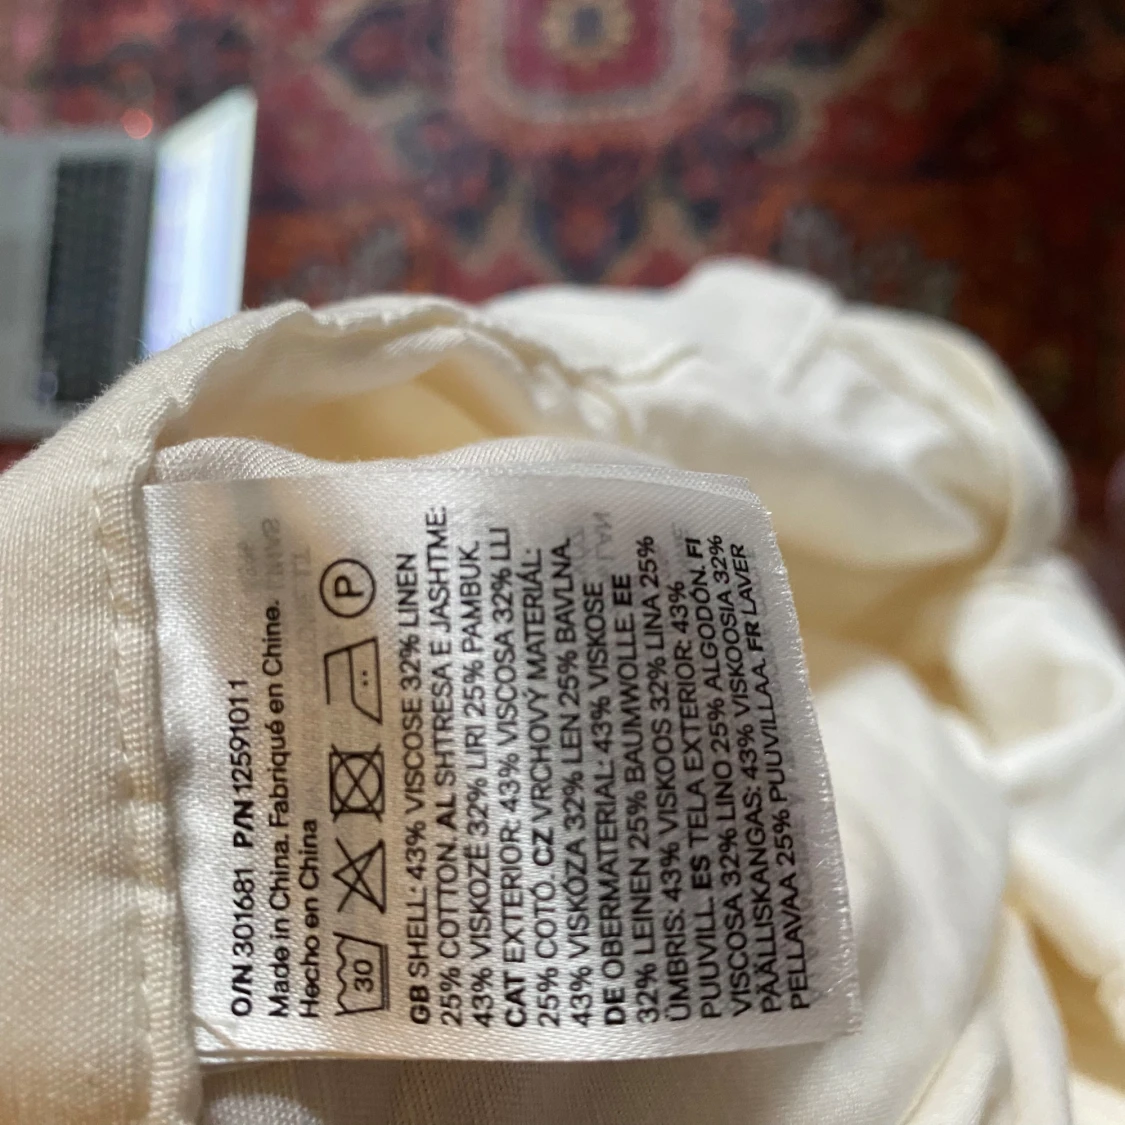 O/N 301681 P/N 12591011
Made in China. Fabriqué en Chine.
Hecho en China
30 P
GB SHELL: 43% VISCOSE 32% LINEN
25% COTTON. AL SHTRESA E JASHTME:
43% VISKOZË 32% LIRI 25% PAMBUK.
CAT EXTERIOR: 43% VISCOSA 32% LLI
25% COTÓ. CZ VRCHOVÝ MATERIÁL:
43% VISKÓZA 32% LEN 25% BAVLNA.
DE OBERMATERIAL: 43% VISKOSE
32% LEINEN 25% BAUMWOLLE EE
ÜMBRIS: 43% VISKOOS 32% LINA 25%
PUUVILL. ES TELA EXTERIOR: 43%
VISCOSA 32% LINO 25% ALGODÓN. FI
PÄÄLLISKANGAS: 43% VISKOOSIA 32%
PELLAVAA 25% PUUVILLAA. FR LAVER